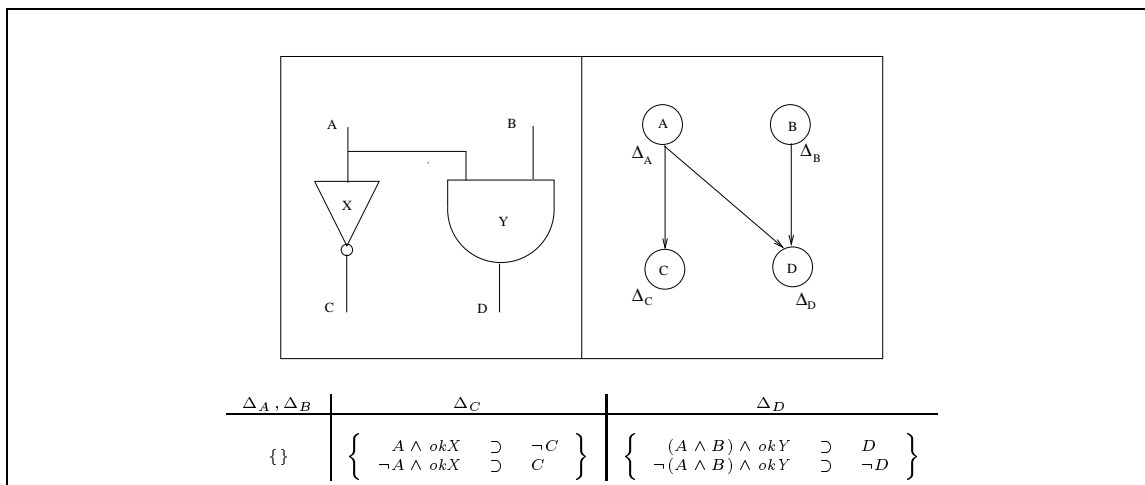 A B
X Y
C D
A B
Δ_A Δ_B
C D
Δ_C Δ_D
Δ_A , Δ_B Δ_C Δ_D
{} { A ∧ okX ⊃ ¬C } { (A ∧ B) ∧ okY ⊃ D }
¬A ∧ okX ⊃ C ¬(A ∧ B) ∧ okY ⊃ ¬D